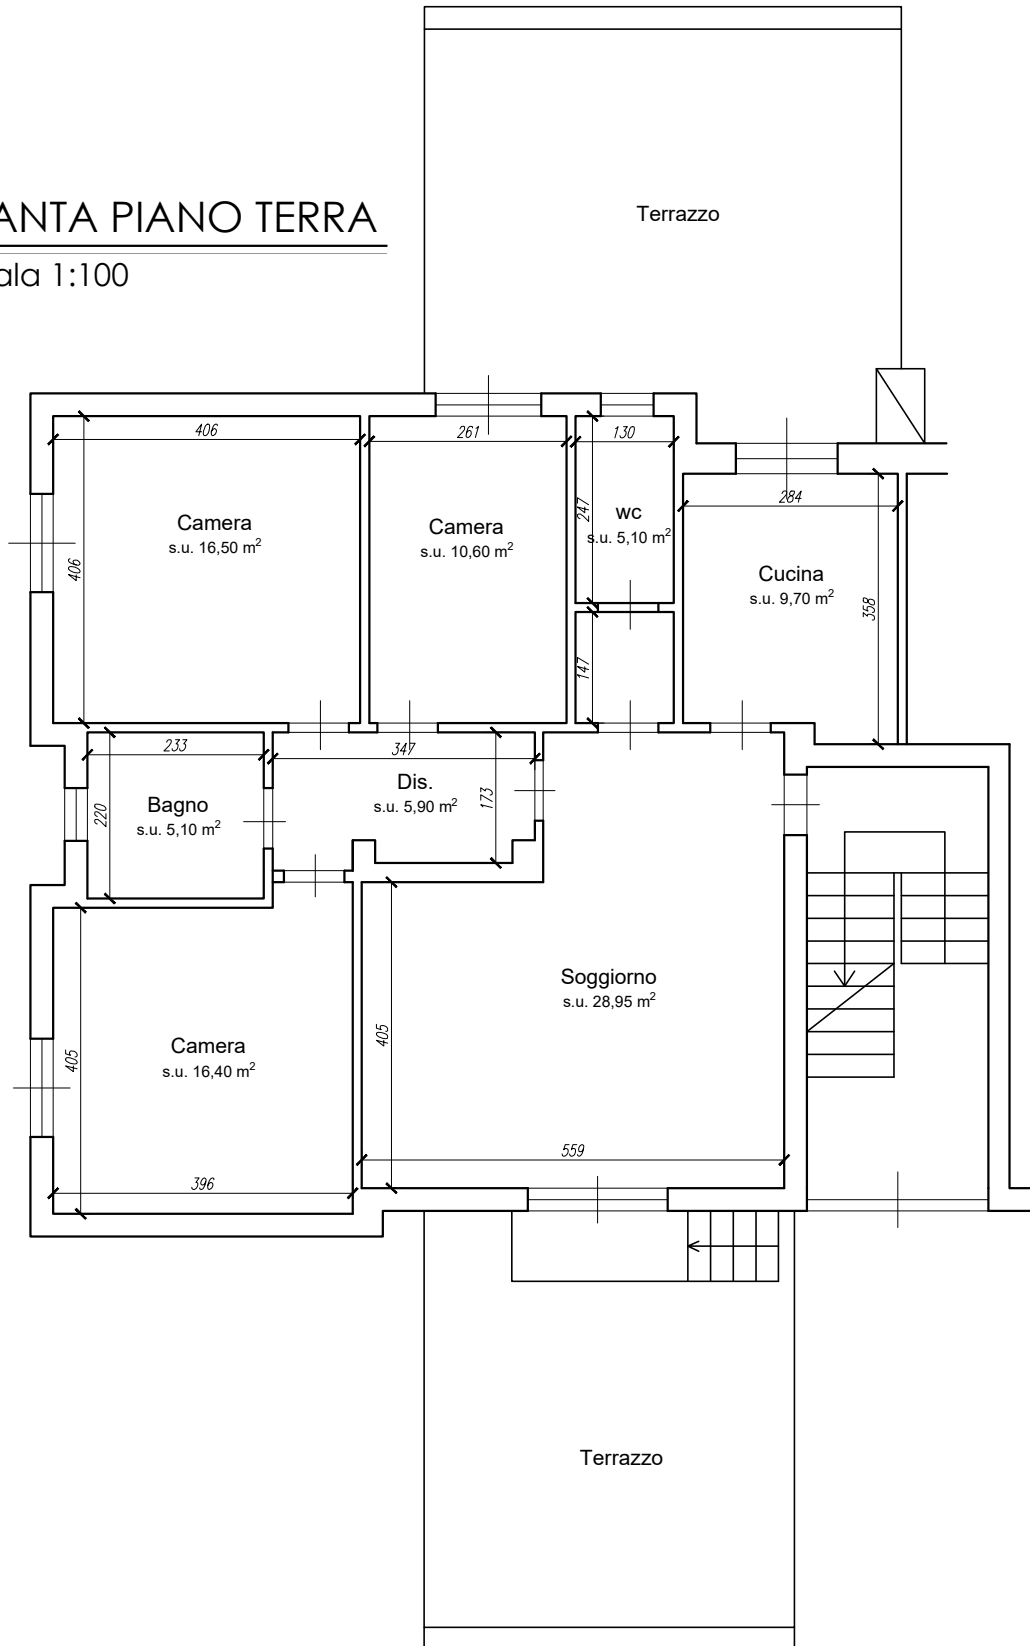 ANTA PIANO TERRA
ala 1:100
Terrazzo
406
261
130
406
Camera
s.u. 16,50 m²
Camera
s.u. 10,60 m²
247
wc
s.u. 5,10 m²
284
Cucina
s.u. 9,70 m²
358
147
233
347
220
Bagno
s.u. 5,10 m²
Dis.
s.u. 5,90 m²
173
Soggiorno
s.u. 28,95 m²
405
Camera
s.u. 16,40 m²
405
559
396
Terrazzo